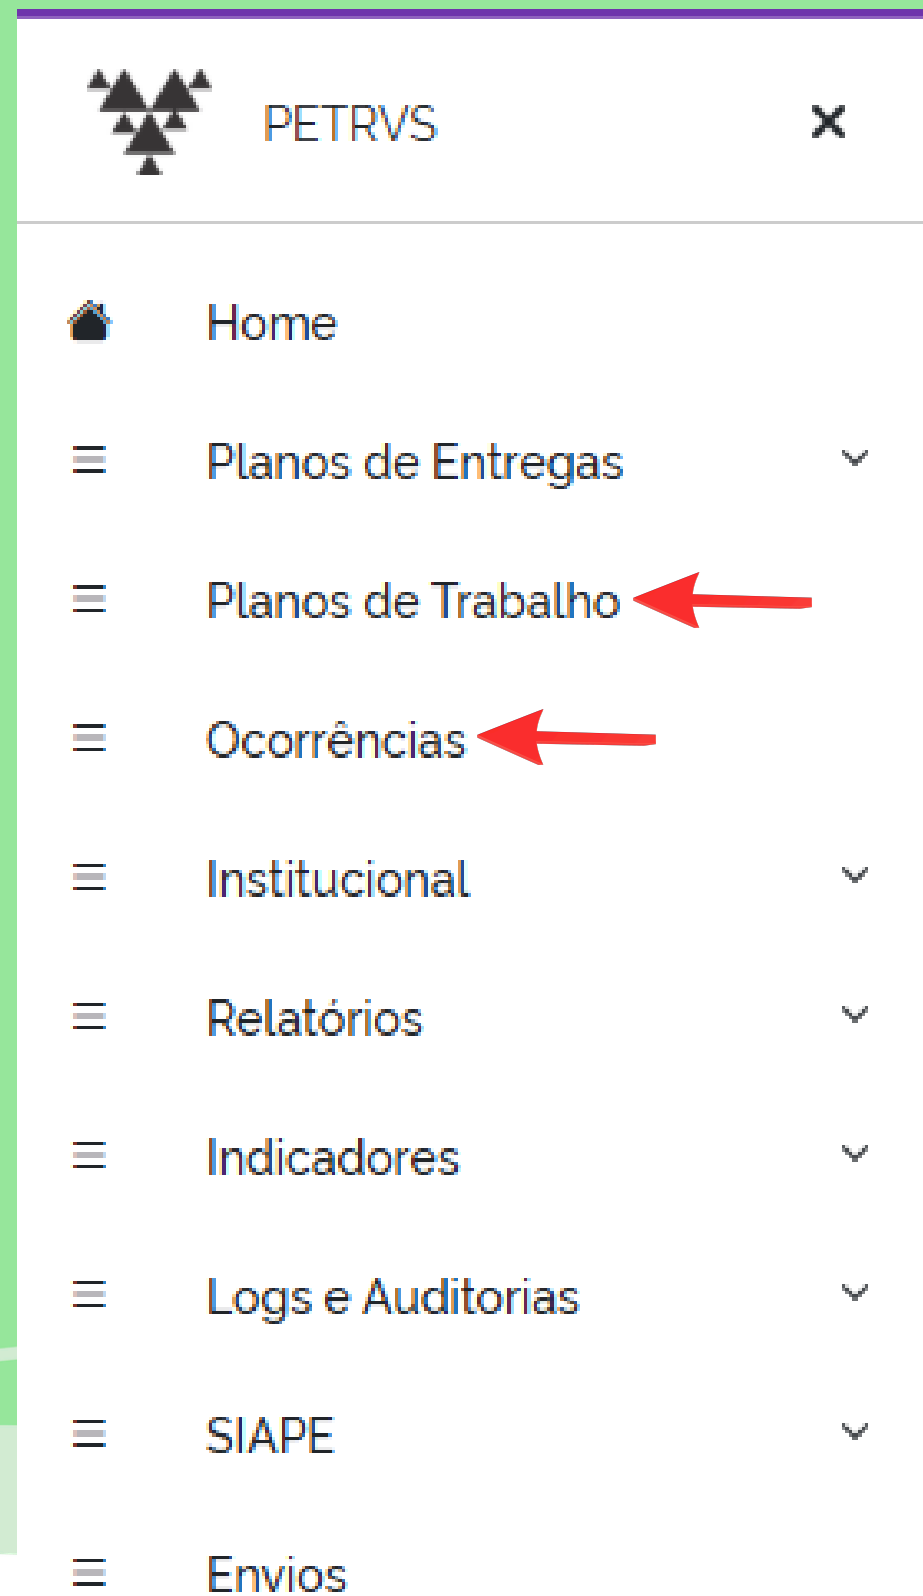 PETRVS
Home
Planos de Entregas
Planos de Trabalho
Ocorrências
Institucional
Relatórios
Indicadores
Logs e Auditorias
SIAPE
Envios